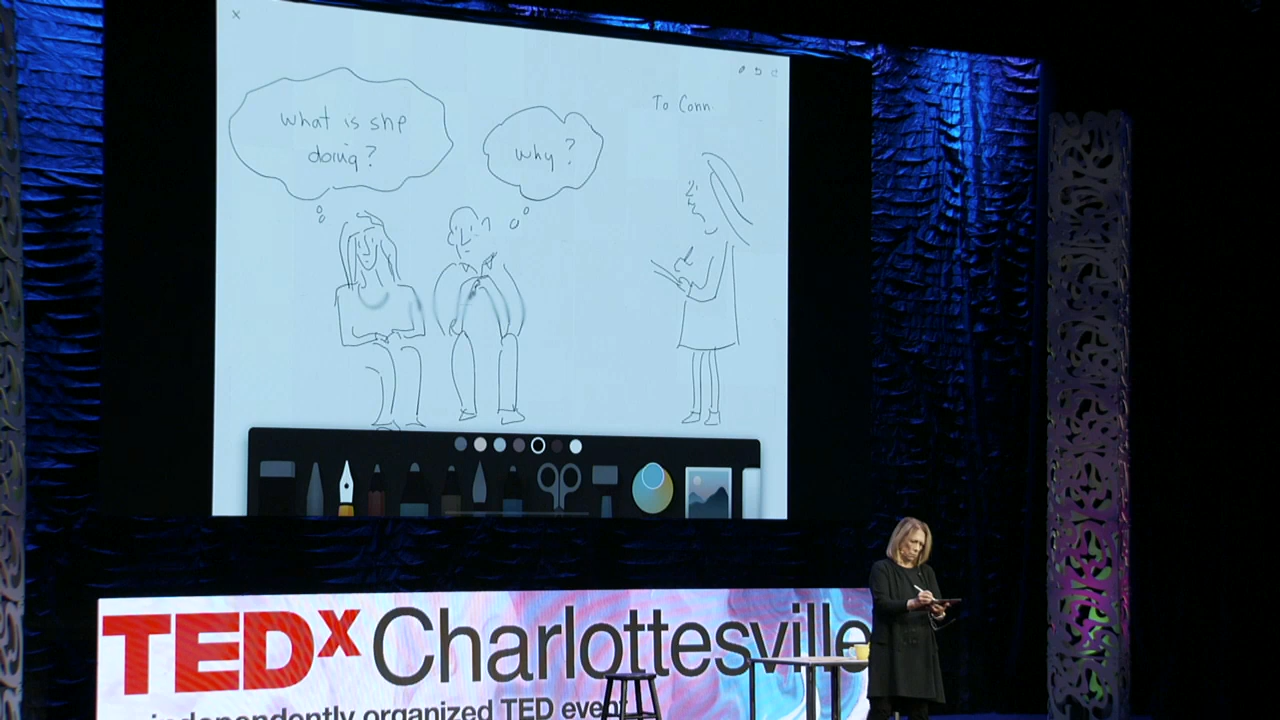 x
what is she
doing?
why?
To Conn
TEDx Charlottesville
independently organized TED event